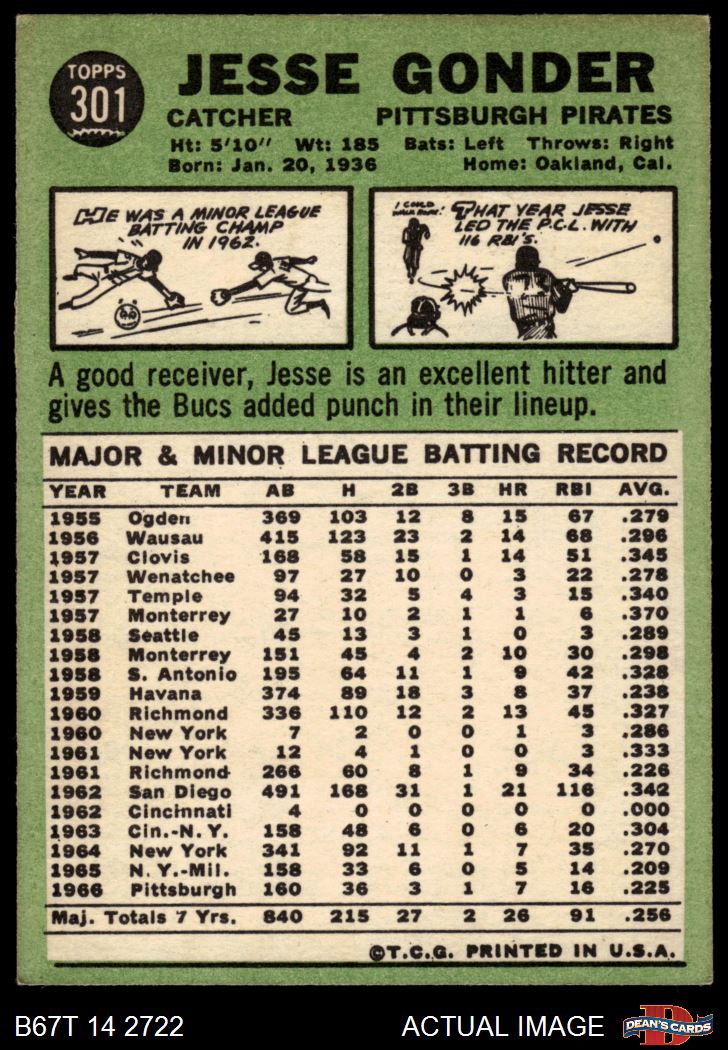 TOPPS
301
JESSE GONDER
CATCHER PITTSBURGH PIRATES
Ht: 5'10" Wt: 185 Bats: Left Throws: Right
Born: Jan. 20, 1936 Home: Oakland, Cal.
HE WAS A MINOR LEAGUE
BATTING CHAMP
IN 1962.
I COULD
WALK HOME!
THAT YEAR JESSE
LED THE P.C.L. WITH
116 RBI'S.
A good receiver, Jesse is an excellent hitter and
gives the Bucs added punch in their lineup.
MAJOR & MINOR LEAGUE BATTING RECORD
YEAR TEAM AB H 2B 3B HR RBI AVG.
1955 Ogden 369 103 12 8 15 67 .279
1956 Wausau 415 123 23 2 14 68 .296
1957 Clovis 168 58 15 1 14 51 .345
1957 Wenatchee 97 27 10 0 3 22 .278
1957 Temple 94 32 5 4 3 15 .340
1957 Monterrey 27 10 2 1 1 6 .370
1958 Seattle 45 13 3 1 0 3 .289
1958 Monterrey 151 45 4 2 10 30 .298
1958 S. Antonio 195 64 11 1 9 42 .328
1959 Havana 374 89 18 3 8 37 .238
1960 Richmond 336 110 12 2 13 45 .327
1960 New York 7 2 0 0 1 3 .286
1961 New York 12 4 1 0 0 3 .333
1961 Richmond 266 60 8 1 9 34 .226
1962 San Diego 491 168 31 1 21 116 .342
1962 Cincinnati 4 0 0 0 0 0 .000
1963 Cin.-N.Y. 158 48 6 0 6 20 .304
1964 New York 341 92 11 1 7 35 .270
1965 N.Y.-Mil. 158 33 6 0 5 14 .209
1966 Pittsburgh 160 36 3 1 7 16 .225
Maj. Totals 7 Yrs. 840 215 27 2 26 91 .256
©T.C.G. PRINTED IN U.S.A.
B67T 14 2722 ACTUAL IMAGE
D
DEAN'S CARDS